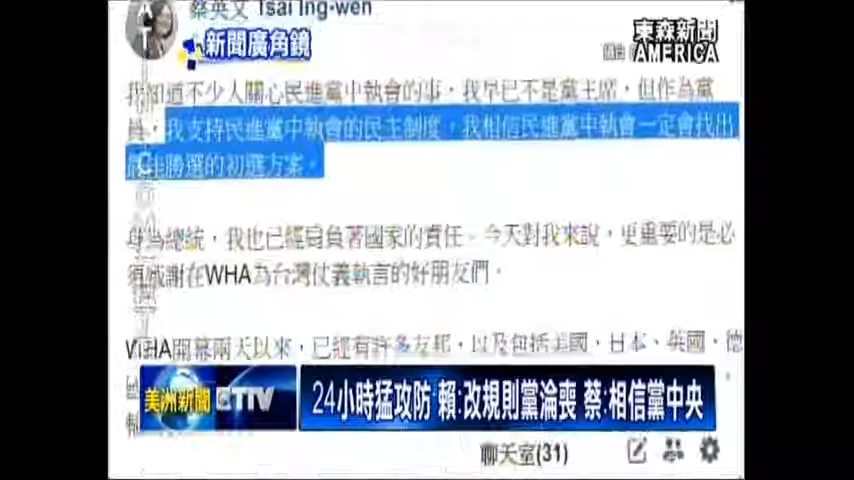 蔡英文 Tsai Ing-wen
新聞廣角鏡
東森新聞
AMERICA
我知道不少人關心民進黨中執會的事，我早已不是黨主席，但作為黨
員，我支持民進黨中執會的民主制度，我相信民進黨中執會一定會找出
最佳勝選的初選方案。
身為總統，我也已經肩負著國家的責任。今天對我來說，更重要的是必
須感謝在WHA為台灣仗義執言的好朋友們。
WHA開幕兩天以來，已經有許多友邦，以及包括美國、日本、英國、德
美洲新聞 ETTV
24小時猛攻防 賴:改規則黨淪喪 蔡:相信黨中央
聊天室(31)